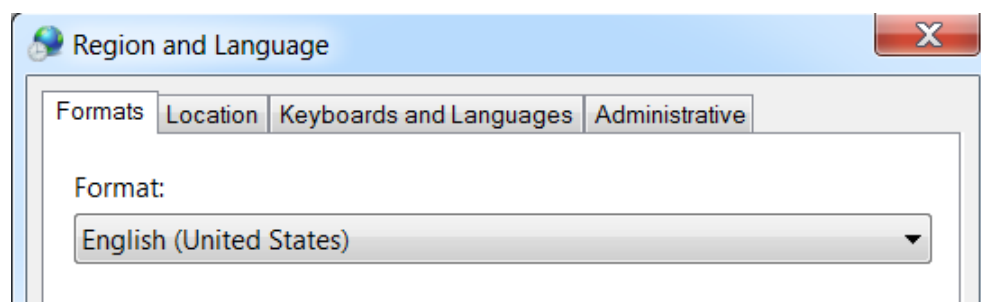 Region and Language
Formats Location Keyboards and Languages Administrative
Format:
English (United States)